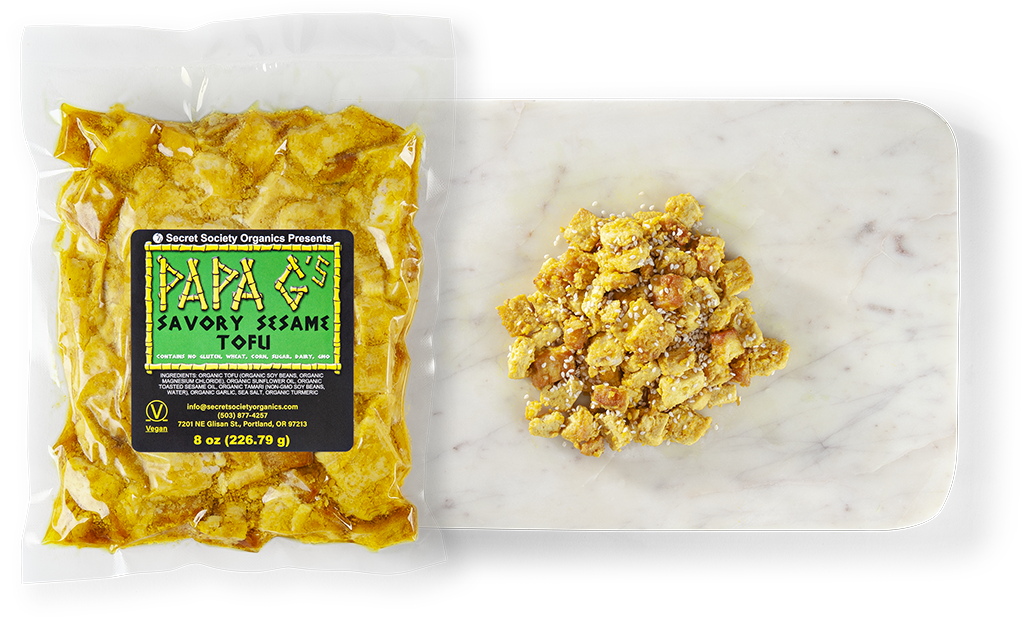 Secret Society Organics Presents
PAPA G'S
SAVORY SESAME
TOFU
CONTAINS NO GLUTEN, WHEAT, CORN, SUGAR, DAIRY, GMO
INGREDIENTS: ORGANIC TOFU (ORGANIC SOY BEANS, ORGANIC
MAGNESIUM CHLORIDE), ORGANIC SUNFLOWER OIL, ORGANIC
TOASTED SESAME OIL, ORGANIC TAMARI (NON-GMO SOY BEANS,
WATER), ORGANIC GARLIC, SEA SALT, ORGANIC TURMERIC
V
Vegan
info@secretsocietyorganics.com
(503) 877-4257
7201 NE Glisan St., Portland, OR 97213
8 oz (226.79 g)